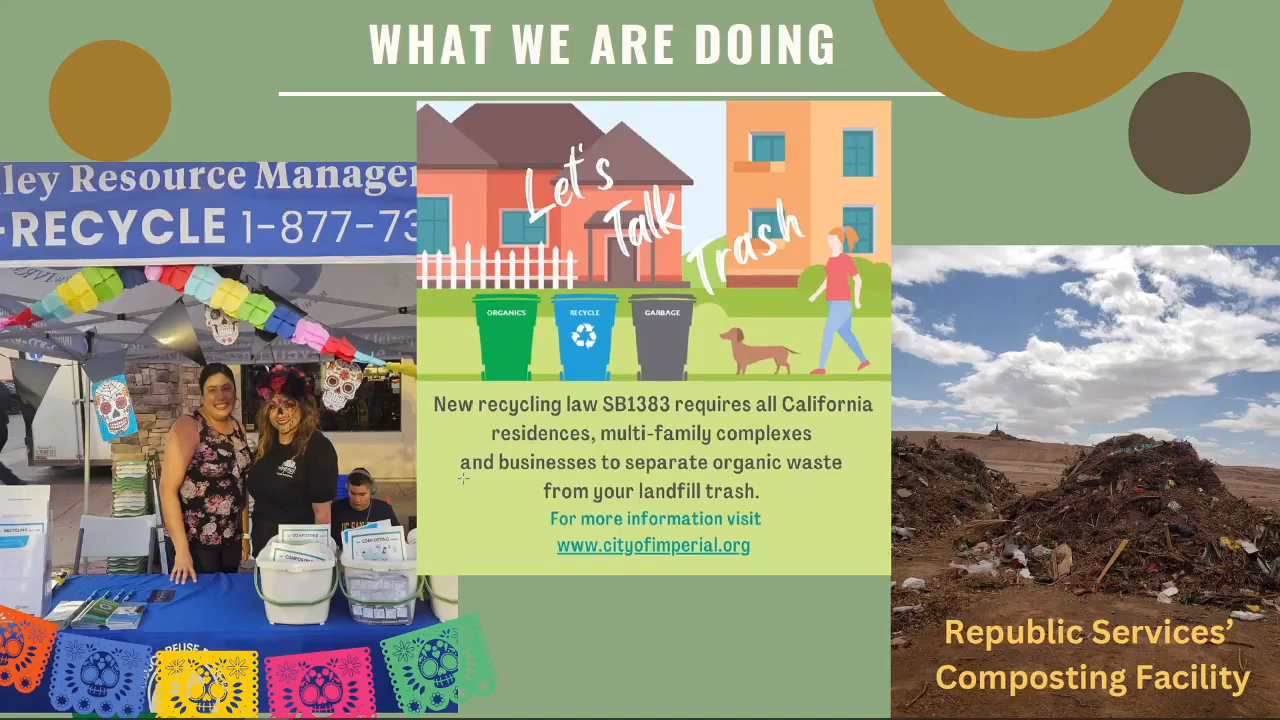 WHAT WE ARE DOING
ley Resource Manager
-RECYCLE 1-877-73
Let's
Talk
Trash
ORGANICS
RECYCLE
GARBAGE
New recycling law SB1383 requires all California
residences, multi-family complexes
and businesses to separate organic waste
from your landfill trash.
For more information visit
www.cityofimperial.org
COMPOSTING
COMPOSTING
Republic Services'
Composting Facility